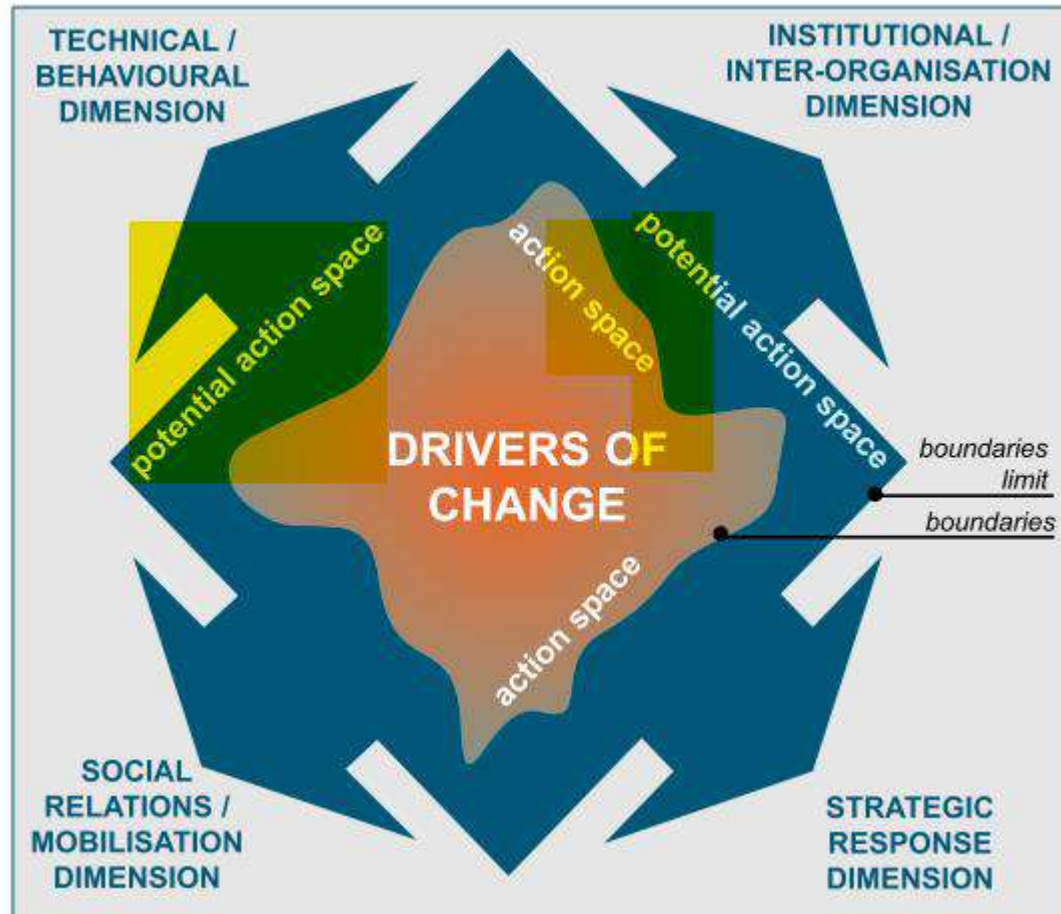 TECHNICAL /
BEHAVIOURAL
DIMENSION
INSTITUTIONAL /
INTER-ORGANISATION
DIMENSION
potential action space
action space
potential action space
DRIVERS OF
CHANGE
boundaries
limit
boundaries
action space
SOCIAL
RELATIONS /
MOBILISATION
DIMENSION
STRATEGIC
RESPONSE
DIMENSION